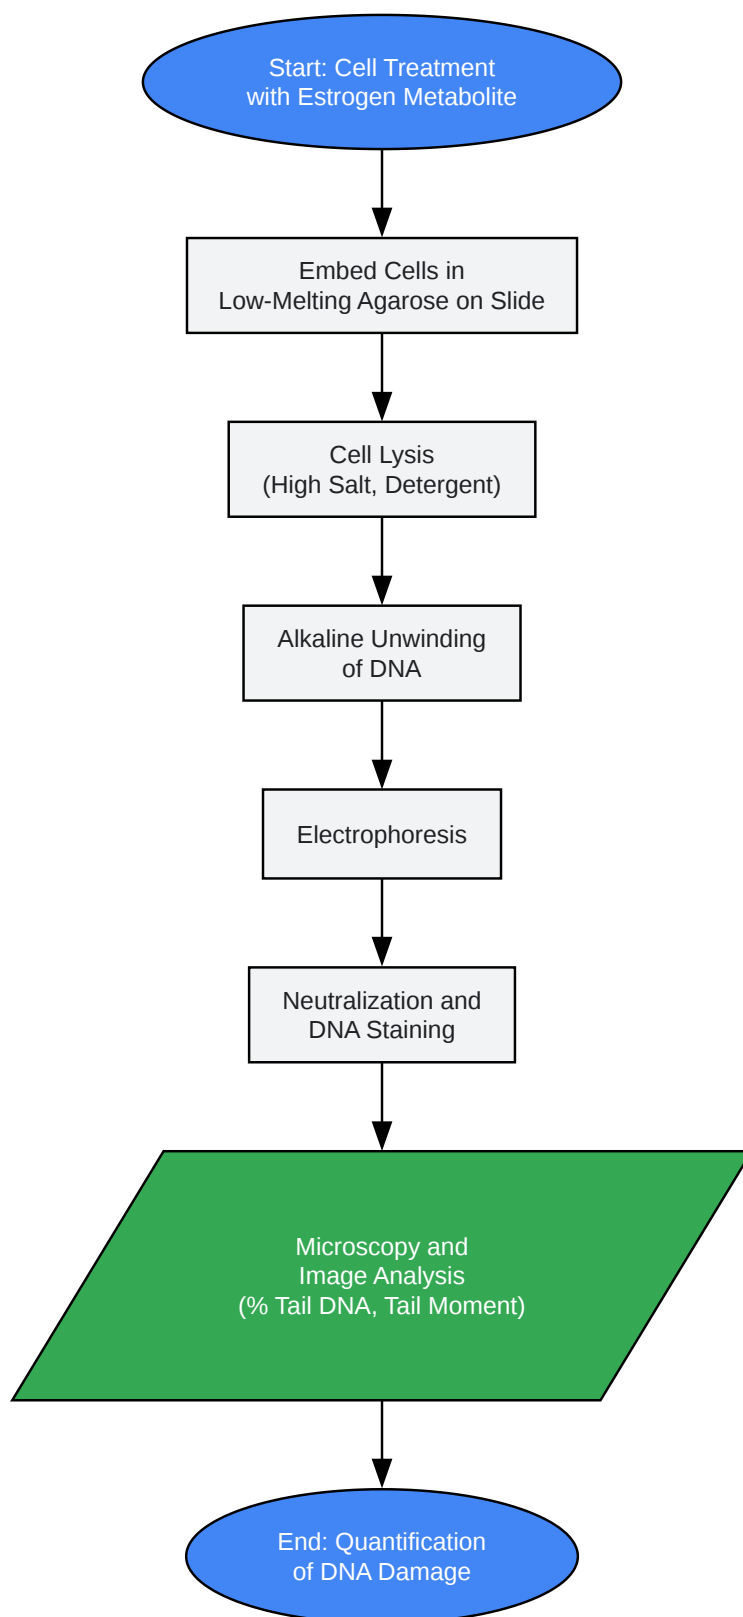 Start: Cell Treatment
with Estrogen Metabolite
Embed Cells in
Low-Melting Agarose on Slide
Cell Lysis
(High Salt, Detergent)
Alkaline Unwinding
of DNA
Electrophoresis
Neutralization and
DNA Staining
Microscopy and
Image Analysis
(% Tail DNA, Tail Moment)
End: Quantification
of DNA Damage